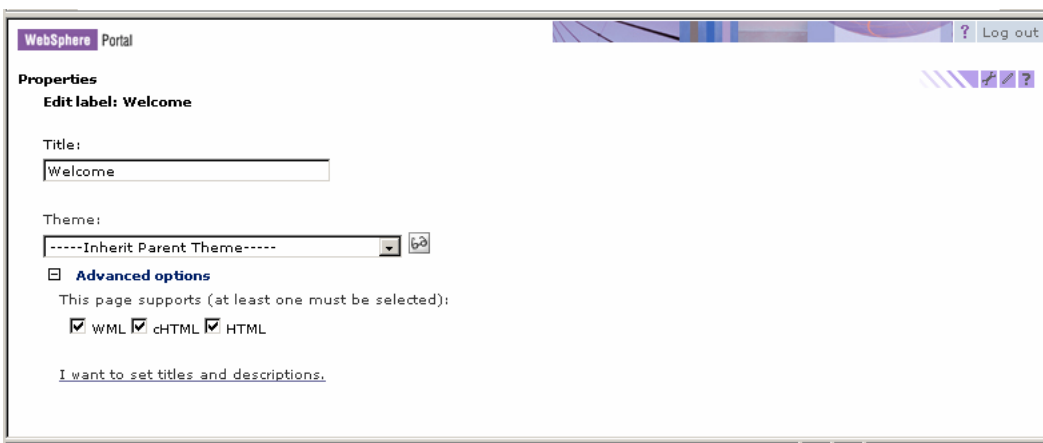 WebSphere Portal
? Log out
Properties
?
Edit label: Welcome
Title:
Welcome
Theme:
-----Inherit Parent Theme-----
Advanced options
This page supports (at least one must be selected):
WML cHTML HTML
I want to set titles and descriptions.